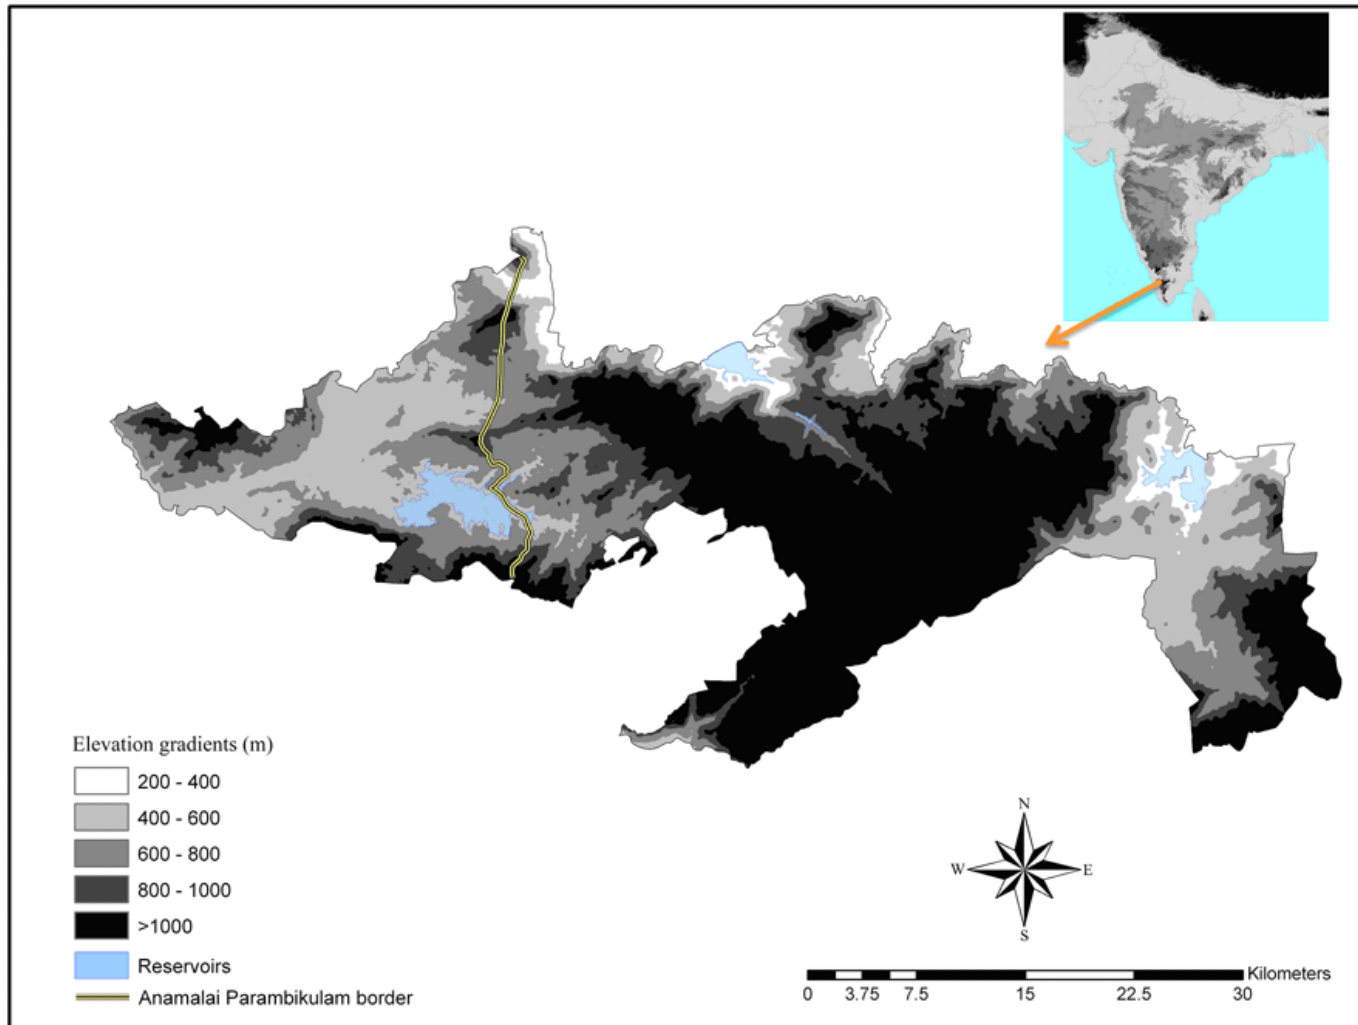 Elevation gradients (m)
200 - 400
400 - 600
600 - 800
800 - 1000
>1000
Reservoirs
Anamalai Parambikulam border
N
W E
S
Kilometers
0 3.75 7.5 15 22.5 30